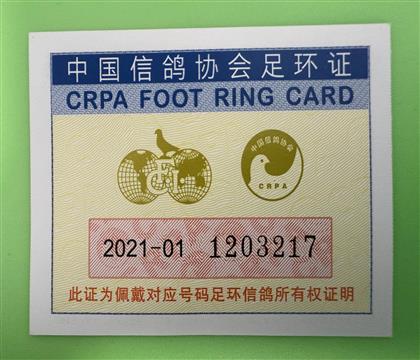 中国信鸽协会足环证
CRPA FOOT RING CARD
FCI
中国信鸽协会
CRPA
2021-01 1203217
此证为佩戴对应号码足环信鸽所有权证明